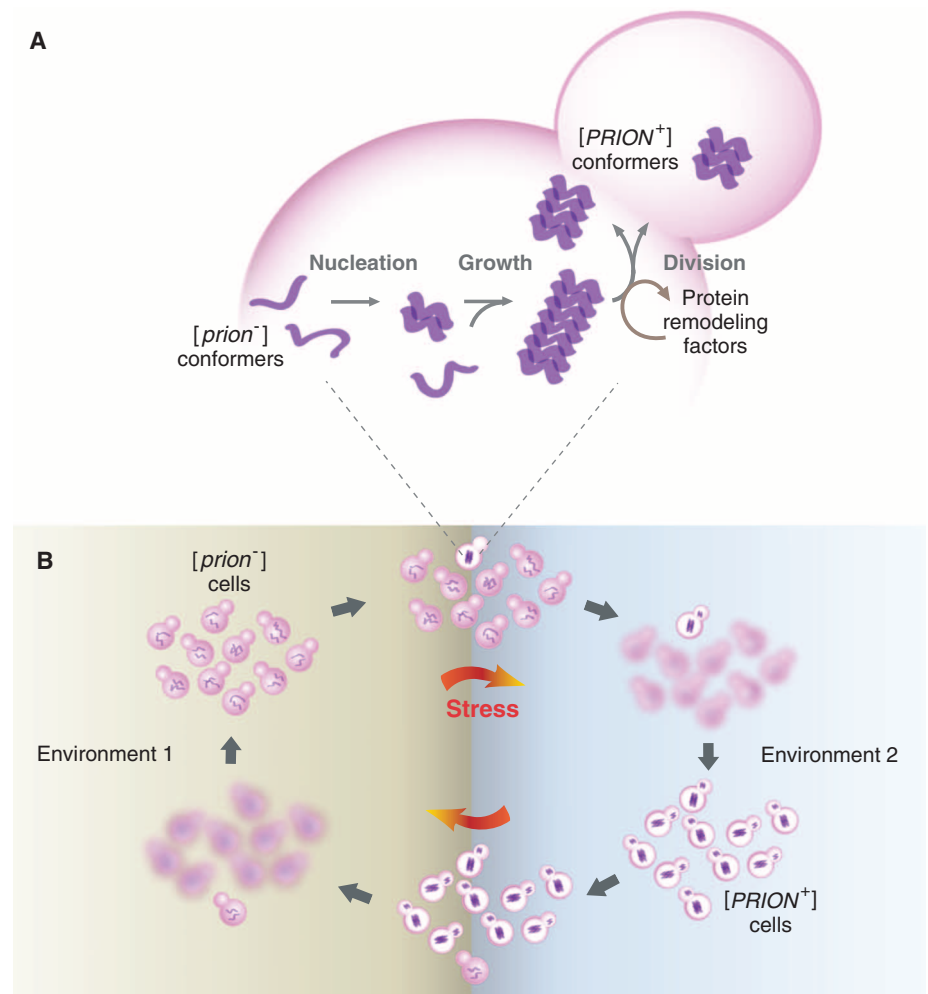 A
[PRION⁺]
conformers
Nucleation
Growth
Division
[prion⁻]
conformers
Protein
remodeling
factors
B
[prion⁻]
cells
Stress
Environment 1
Environment 2
[PRION⁺]
cells